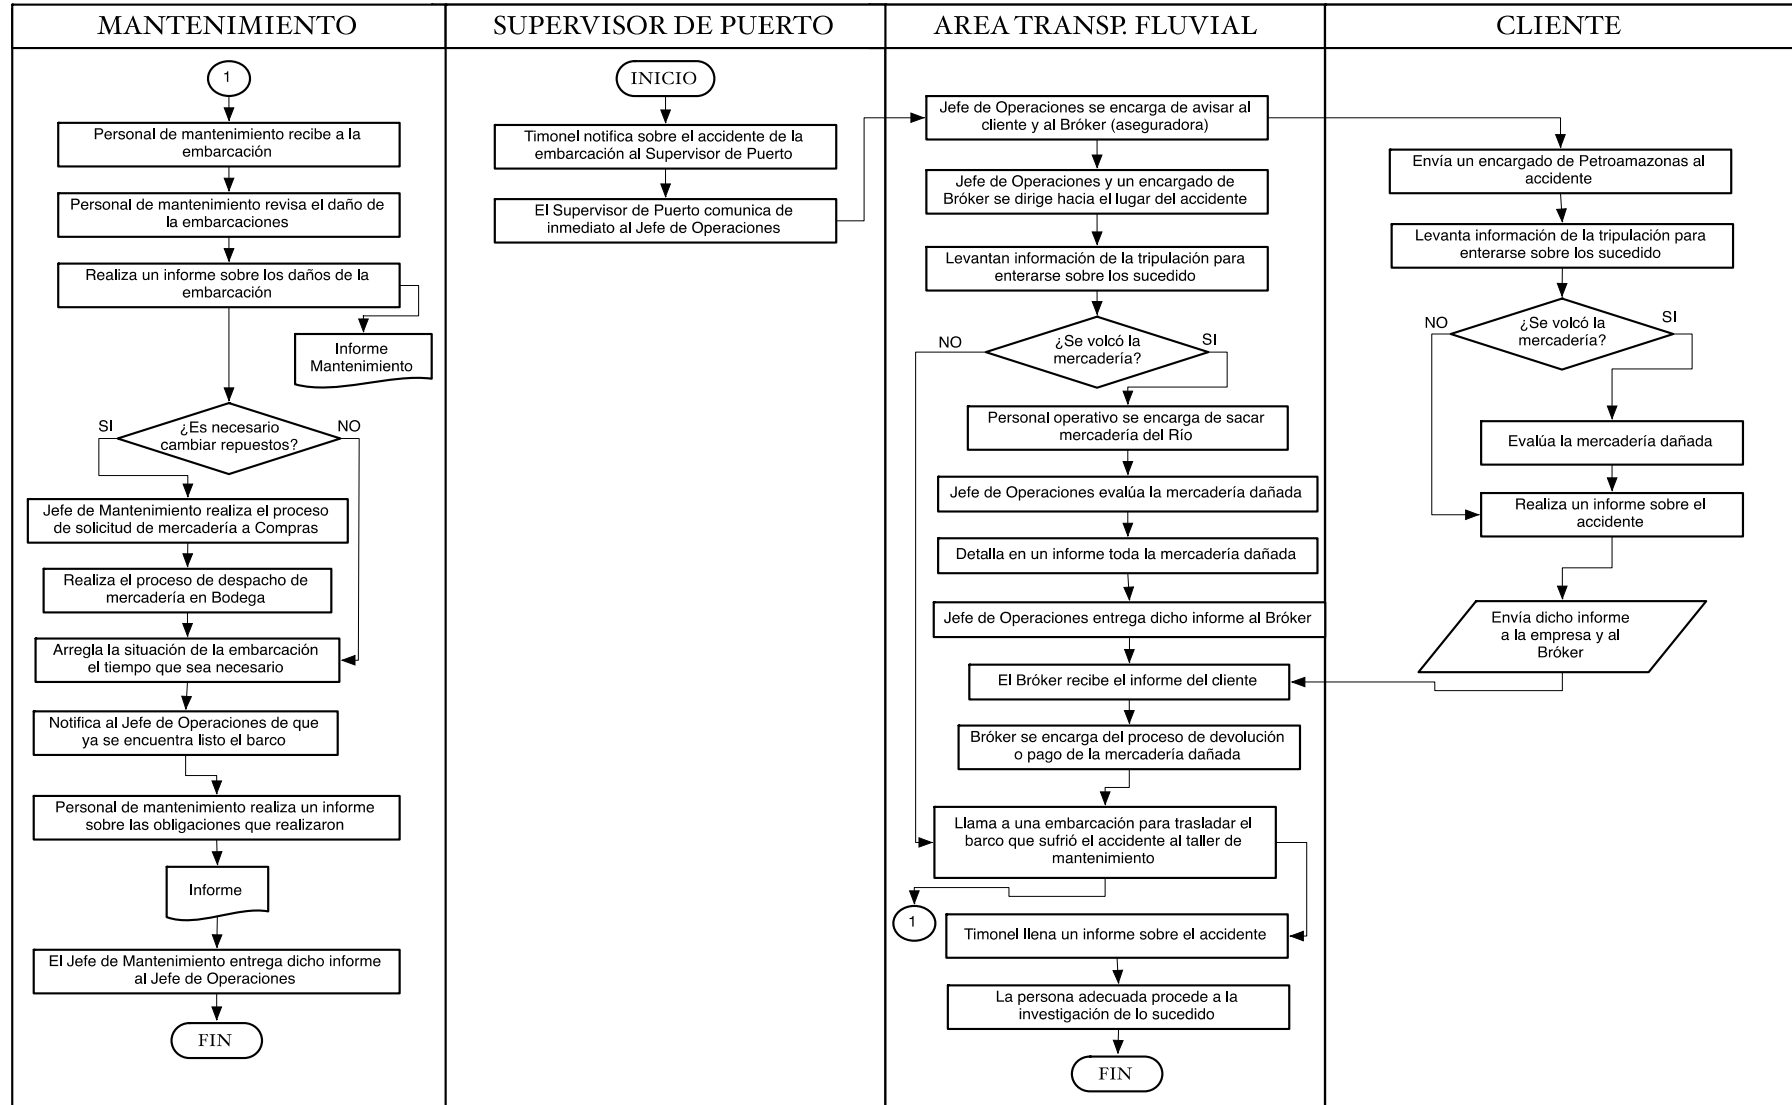 MANTENIMIENTO
SUPERVISOR DE PUERTO
AREA TRANSP. FLUVIAL
CLIENTE
1
Personal de mantenimiento recibe a la
embarcación
Personal de mantenimiento revisa el daño de
la embarcaciones
Realiza un informe sobre los daños de la
embarcación
Informe
Mantenimiento
¿Es necesario
cambiar repuestos?
SI
NO
Jefe de Mantenimiento realiza el proceso
de solicitud de mercadería a Compras
Realiza el proceso de despacho de
mercadería en Bodega
Arregla la situación de la embarcación
el tiempo que sea necesario
Notifica al Jefe de Operaciones de que
ya se encuentra listo el barco
Personal de mantenimiento realiza un informe
sobre las obligaciones que realizaron
Informe
El Jefe de Mantenimiento entrega dicho informe
al Jefe de Operaciones
FIN
INICIO
Timonel notifica sobre el accidente de la
embarcación al Supervisor de Puerto
El Supervisor de Puerto comunica de
inmediato al Jefe de Operaciones
Jefe de Operaciones se encarga de avisar al
cliente y al Bróker (aseguradora)
Jefe de Operaciones y un encargado de
Bróker se dirige hacia el lugar del accidente
Levantan información de la tripulación para
enterarse sobre los sucedido
NO
¿Se volcó la
mercadería?
SI
Personal operativo se encarga de sacar
mercadería del Río
Jefe de Operaciones evalúa la mercadería dañada
Detalla en un informe toda la mercadería dañada
Jefe de Operaciones entrega dicho informe al Bróker
El Bróker recibe el informe del cliente
Bróker se encarga del proceso de devolución
o pago de la mercadería dañada
Llama a una embarcación para trasladar el
barco que sufrió el accidente al taller de
mantenimiento
1
Timonel llena un informe sobre el accidente
La persona adecuada procede a la
investigación de lo sucedido
FIN
Envía un encargado de Petroamazonas al
accidente
Levanta información de la tripulación para
enterarse sobre los sucedido
NO
¿Se volcó la
mercadería?
SI
Evalúa la mercadería dañada
Realiza un informe sobre el
accidente
Envía dicho informe
a la empresa y al
Bróker